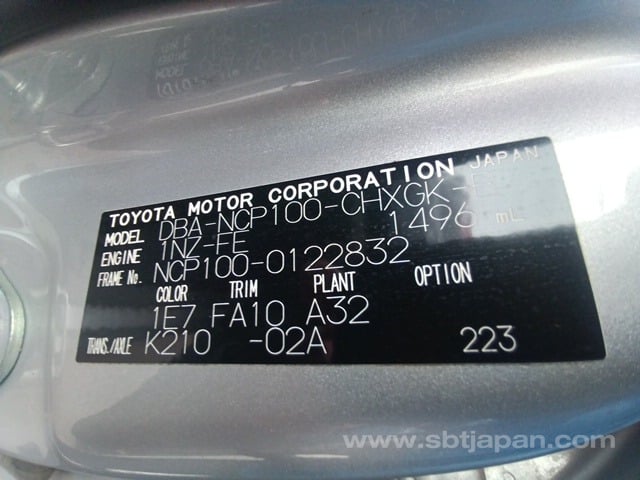 TOYOTA MOTOR CORPORATION JAPAN
MODEL DBA-NCP100-CHXGK-
ENGINE 1NZ-FE 1496 mL
FRAME No. NCP100-0122832
COLOR TRIM PLANT OPTION
1E7 FA10 A32
TRANS./AXLE K210 -02A 223
www.sbtjapan.com